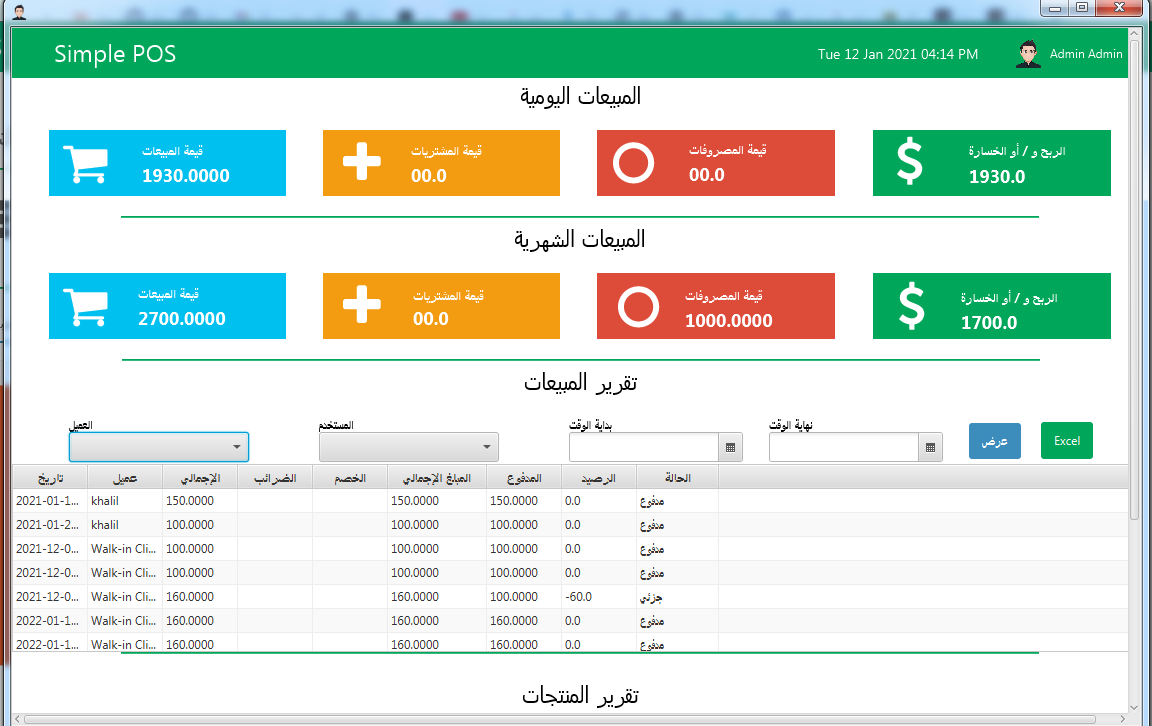 Simple POS
Tue 12 Jan 2021 04:14 PM
Admin Admin
المبيعات اليومية
قيمة المبيعات
1930.0000
قيمة المشتريات
00.0
قيمة المصروفات
00.0
الربح و / أو الخسارة
1930.0
المبيعات الشهرية
قيمة المبيعات
2700.0000
قيمة المشتريات
00.0
قيمة المصروفات
1000.0000
الربح و / أو الخسارة
1700.0
تقرير المبيعات
العميل
المستخدم
بداية الوقت
نهاية الوقت
عرض
Excel
تاريخ عميل الإجمالي الضرائب الخصم المبلغ الإجمالي المدفوع الرصيد الحالة
2021-01-1... khalil 150.0000 150.0000 150.0000 0.0 مدفوع
2021-01-2... khalil 100.0000 100.0000 100.0000 0.0 مدفوع
2021-12-0... Walk-in Cli... 100.0000 100.0000 100.0000 0.0 مدفوع
2021-12-0... Walk-in Cli... 100.0000 100.0000 100.0000 0.0 مدفوع
2021-12-0... Walk-in Cli... 160.0000 160.0000 100.0000 -60.0 جزئي
2022-01-1... Walk-in Cli... 160.0000 160.0000 160.0000 0.0 مدفوع
2022-01-1... Walk-in Cli... 160.0000 160.0000 160.0000 0.0 مدفوع
تقرير المنتجات